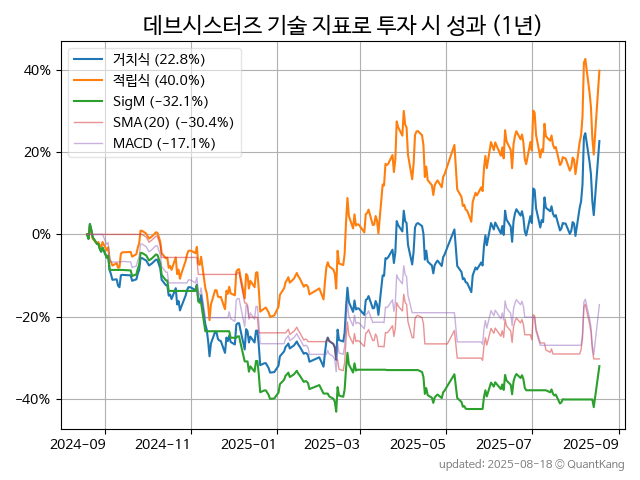 데브시스터즈 기술 지표로 투자 시 성과 (1년)
거치식 (22.8%)
적립식 (40.0%)
SigM (−32.1%)
SMA(20) (−30.4%)
MACD (−17.1%)
40%
20%
0%
−20%
−40%
2024-09 2024-11 2025-01 2025-03 2025-05 2025-07 2025-09
updated: 2025-08-18 ⓒ QuantKang